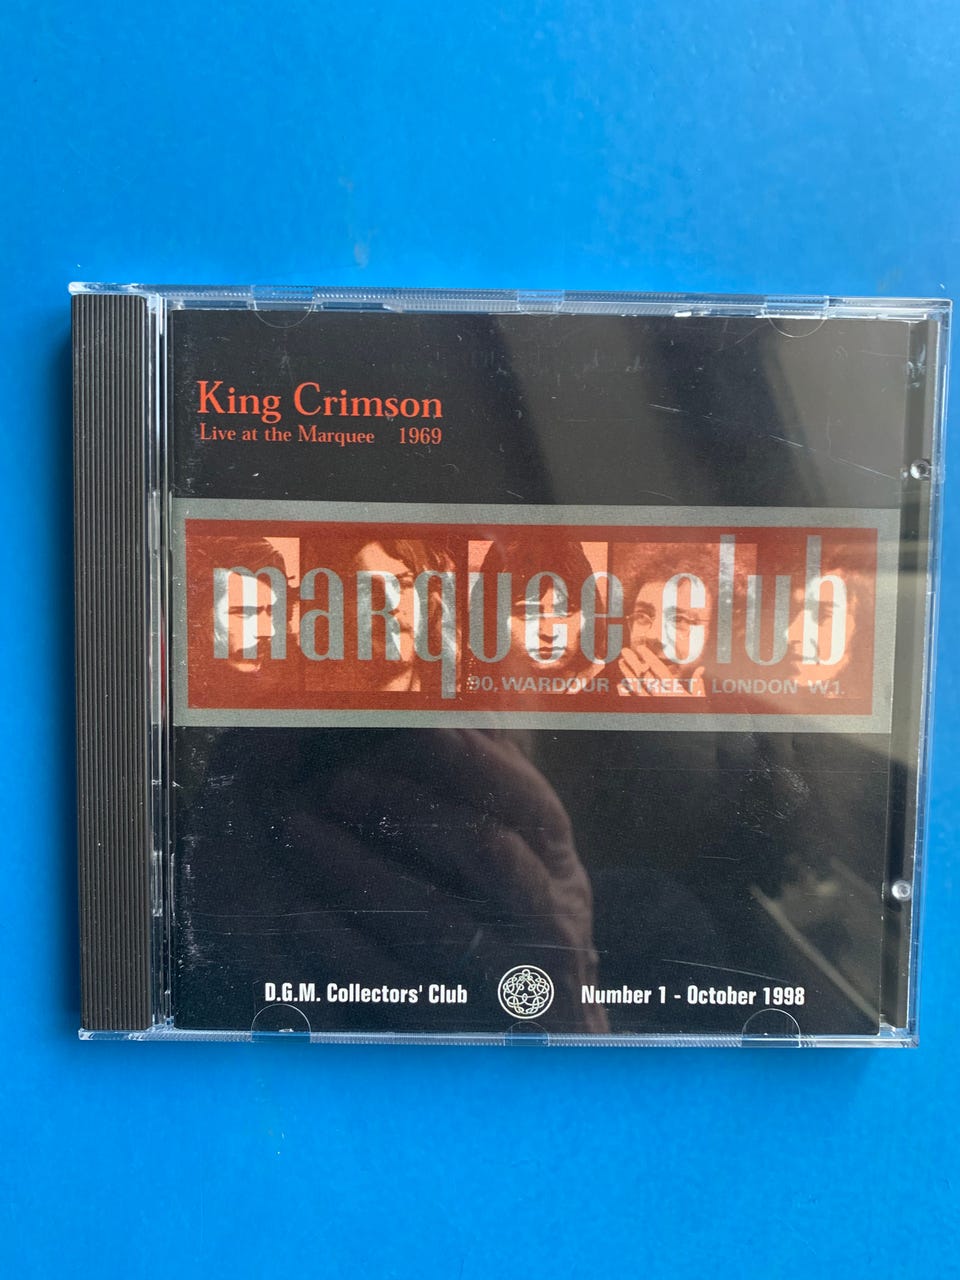 King Crimson
Live at the Marquee 1969
marquee club
90, WARDOUR STREET, LONDON W.1.
D.G.M. Collectors' Club Number 1 - October 1998